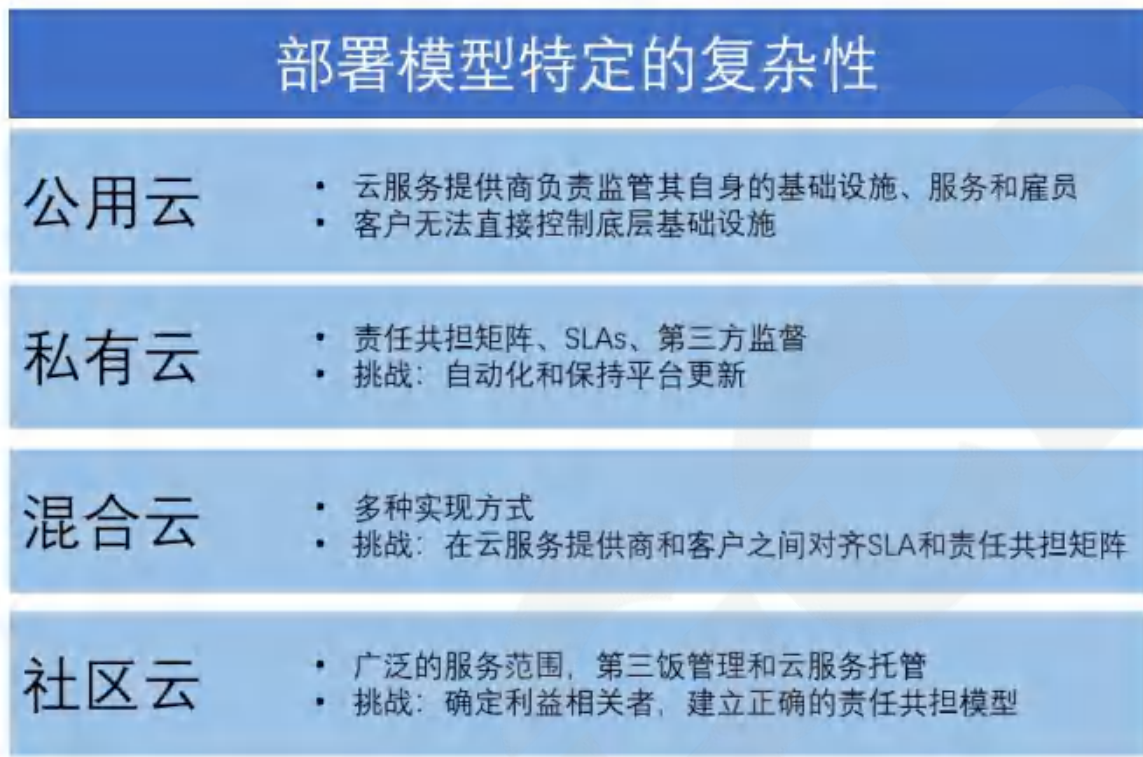 部署模型特定的复杂性
公用云
• 云服务提供商负责监管其自身的基础设施、服务和雇员
• 客户无法直接控制底层基础设施
私有云
• 责任共担矩阵、SLAs、第三方监督
• 挑战：自动化和保持平台更新
混合云
• 多种实现方式
• 挑战：在云服务提供商和客户之间对齐SLA和责任共担矩阵
社区云
• 广泛的服务范围，第三饭管理和云服务托管
• 挑战：确定利益相关者，建立正确的责任共担模型